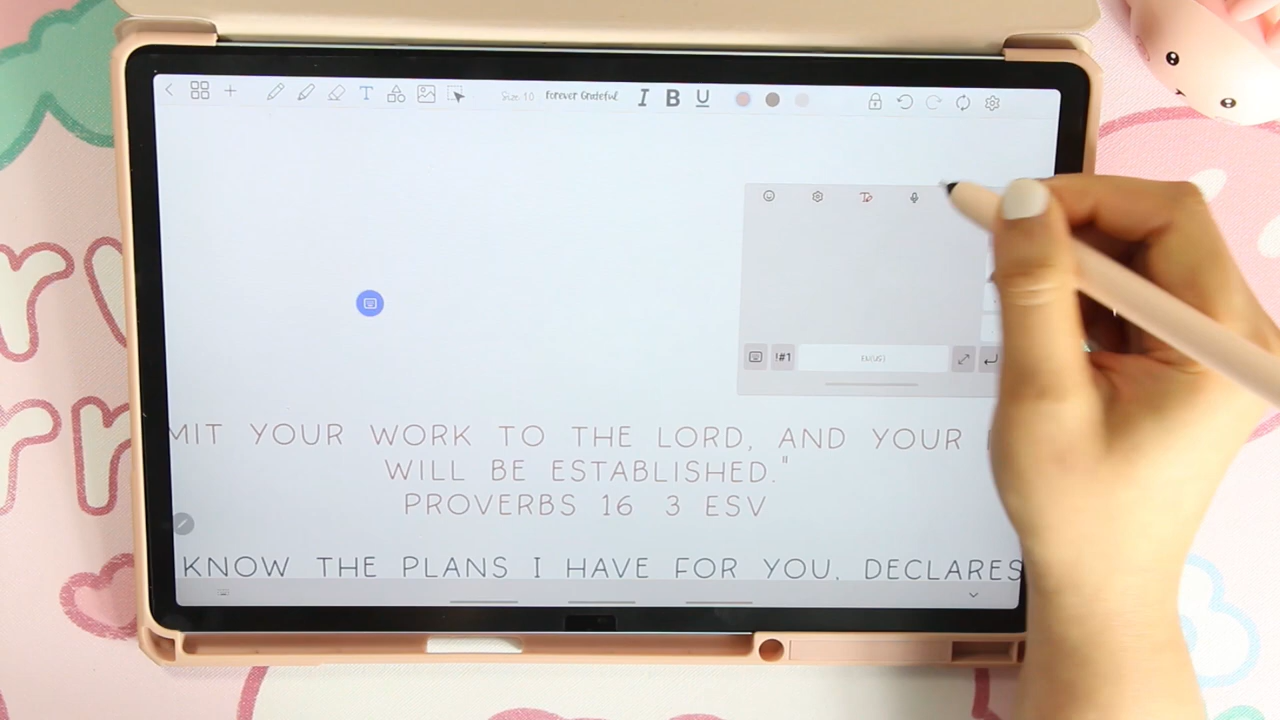 Size 10 Forever Grateful I B U
!#1 EN(US)
MIT YOUR WORK TO THE LORD, AND YOUR
WILL BE ESTABLISHED."
PROVERBS 16 3 ESV
KNOW THE PLANS I HAVE FOR YOU, DECLARES